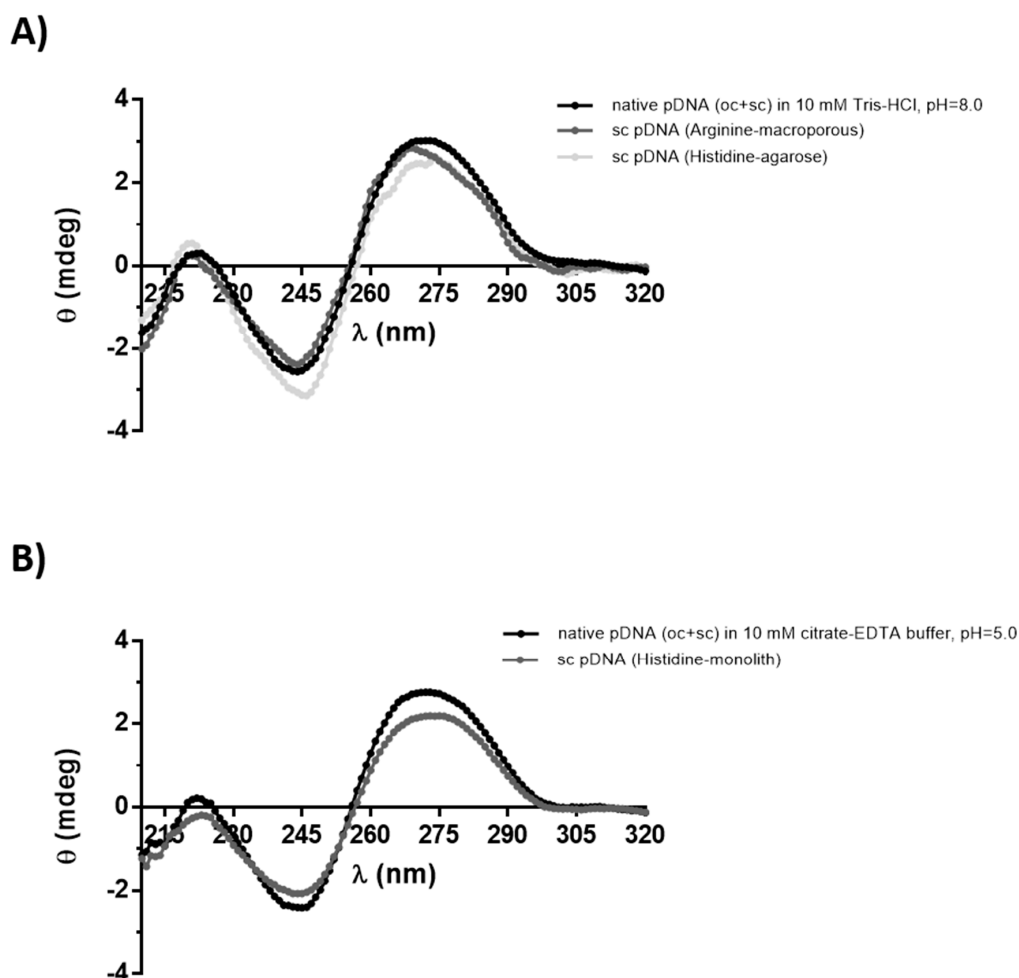 A)
4
2
0
-2
-4
θ (mdeg)
215 230 245 260 275 290 305 320
λ (nm)
native pDNA (oc+sc) in 10 mM Tris-HCl, pH=8.0
sc pDNA (Arginine-macroporous)
sc pDNA (Histidine-agarose)
B)
4
2
0
-2
-4
θ (mdeg)
215 230 245 260 275 290 305 320
λ (nm)
native pDNA (oc+sc) in 10 mM citrate-EDTA buffer, pH=5.0
sc pDNA (Histidine-monolith)